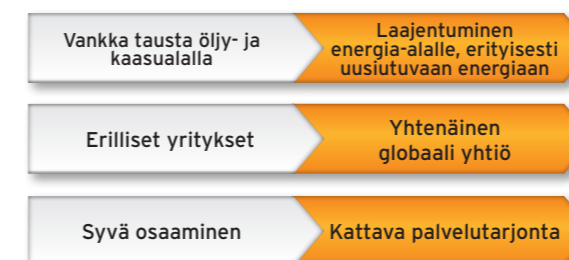 Vankka tausta öljy- ja
kaasualalla
Laajentuminen
energia-alalle, erityisesti
uusiutuvaan energiaan
Erilliset yritykset
Yhtenäinen
globaali yhtiö
Syvä osaaminen
Kattava palvelutarjonta